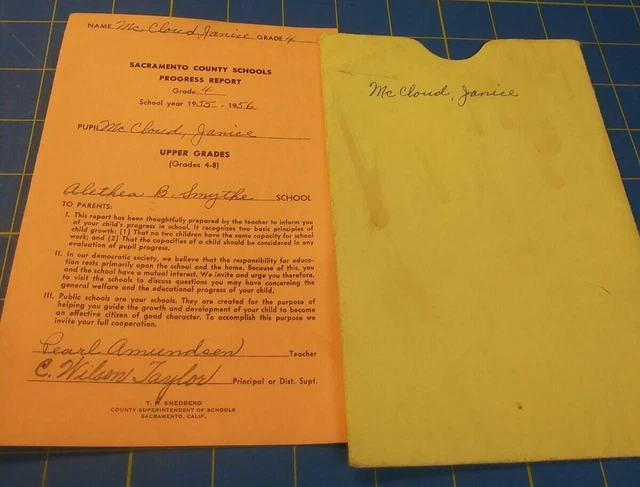 NAME Mc Cloud, Janice GRADE 4
SACRAMENTO COUNTY SCHOOLS
PROGRESS REPORT
Grade 4
School year 1955 - 1956
PUPIL Mc Cloud, Janice
UPPER GRADES
(Grades 4-8)
Alethea B. Smythe SCHOOL
TO PARENTS:
I. This report has been thoughtfully prepared by the teacher to inform you
of your child's progress in school. It recognizes two basic principles of
child growth: (1) That no two children have the same capacity for school
work; and (2) That the capacities of a child should be considered in any
evaluation of pupil progress.
II. In our democratic society, we believe that the responsibility for educa-
tion rests primarily upon the school and the home. Because of this, you
and the school have a mutual interest. We invite and urge you therefore,
to visit the schools to discuss questions you may have concerning the
general welfare and the educational progress of your child.
III. Public schools are your schools. They are created for the purpose of
helping you guide the growth and development of your child to become
an effective citizen of good character. To accomplish this purpose we
invite your full cooperation.
Pearl Amundsen Teacher
C. Wilson Taylor Principal or Dist. Supt.
T. R. SMEDBERG
COUNTY SUPERINTENDENT OF SCHOOLS
SACRAMENTO, CALIF.
Mc Cloud, Janice